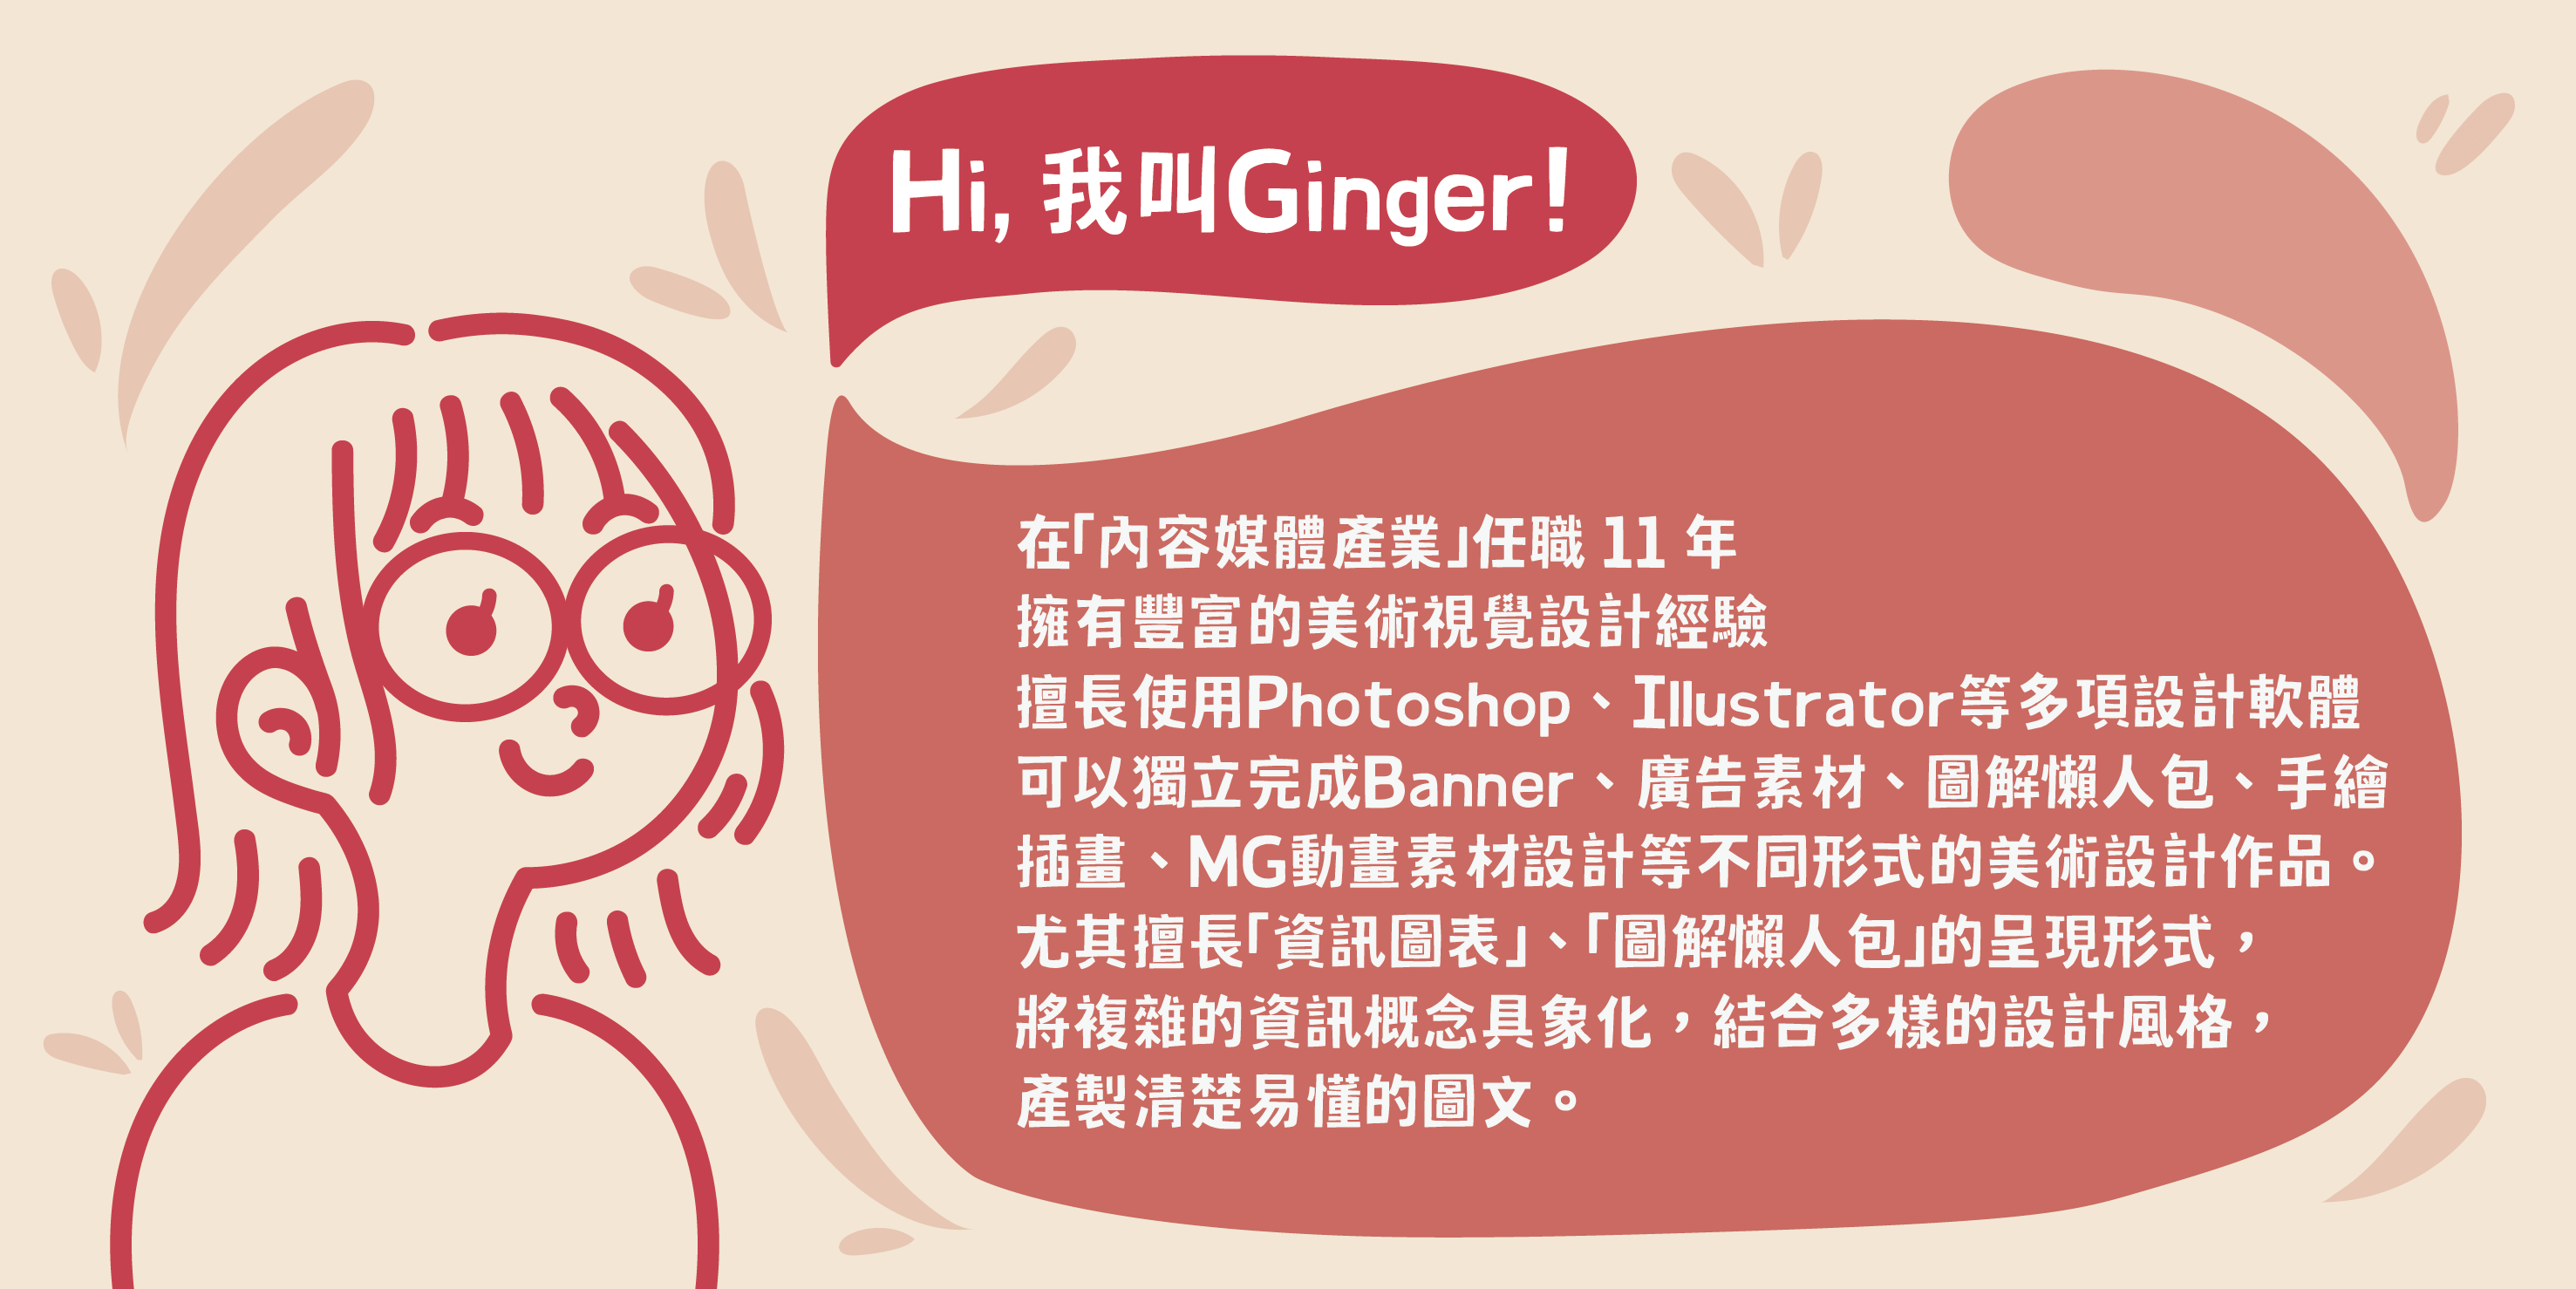 Hi, 我叫Ginger!
在「內容媒體產業」任職 11 年
擁有豐富的美術視覺設計經驗
擅長使用Photoshop、Illustrator等多項設計軟體
可以獨立完成Banner、廣告素材、圖解懶人包、手繪
插畫、MG動畫素材設計等不同形式的美術設計作品。
尤其擅長「資訊圖表」、「圖解懶人包」的呈現形式，
將複雜的資訊概念具象化，結合多樣的設計風格，
產製清楚易懂的圖文。